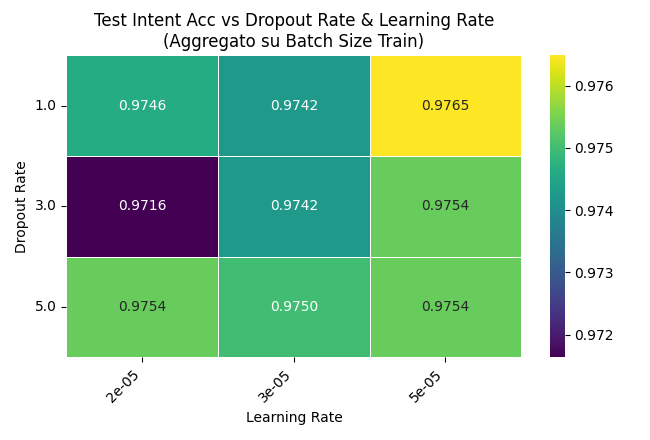 Test Intent Acc vs Dropout Rate & Learning Rate
(Aggregato su Batch Size Train)
Dropout Rate
1.0
0.9746
0.9742
0.9765
3.0
0.9716
0.9742
0.9754
5.0
0.9754
0.9750
0.9754
2e-05
3e-05
5e-05
Learning Rate
0.976
0.975
0.974
0.973
0.972